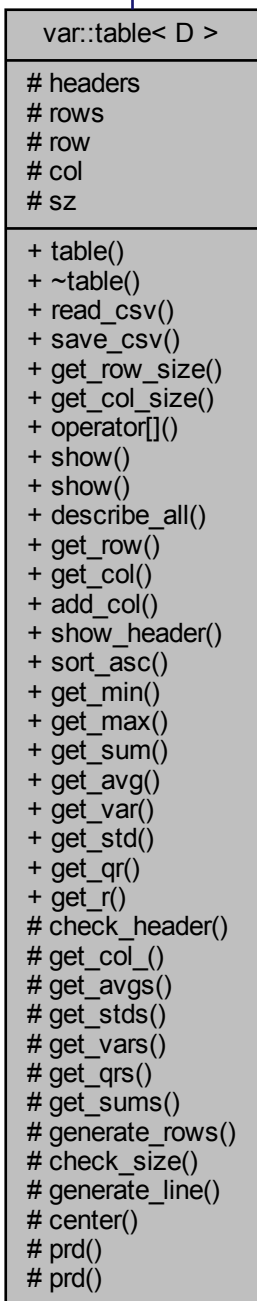 var::table< D >
# headers
# rows
# row
# col
# sz
+ table()
+ ~table()
+ read_csv()
+ save_csv()
+ get_row_size()
+ get_col_size()
+ operator[]()
+ show()
+ show()
+ describe_all()
+ get_row()
+ get_col()
+ add_col()
+ show_header()
+ sort_asc()
+ get_min()
+ get_max()
+ get_sum()
+ get_avg()
+ get_var()
+ get_std()
+ get_qr()
+ get_r()
# check_header()
# get_col_()
# get_avgs()
# get_stds()
# get_vars()
# get_qrs()
# get_sums()
# generate_rows()
# check_size()
# generate_line()
# center()
# prd()
# prd()